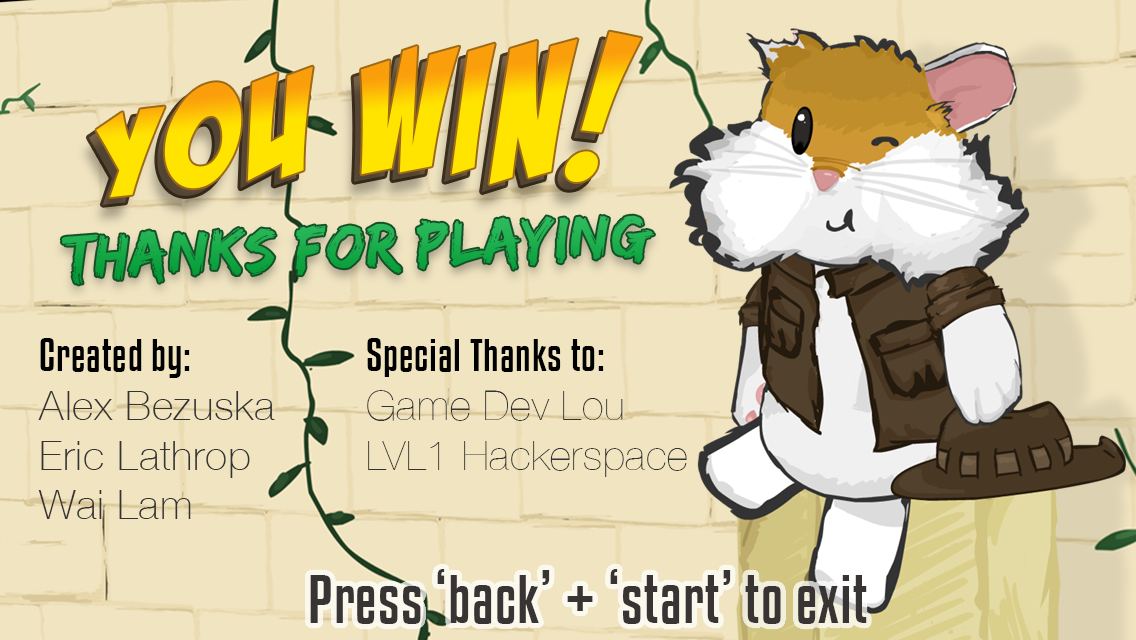 YOU WIN!
THANKS FOR PLAYING
Created by:
Alex Bezuska
Eric Lathrop
Wai Lam
Special Thanks to:
Game Dev Lou
LVL1 Hackerspace
Press ‘back’ + ‘start’ to exit